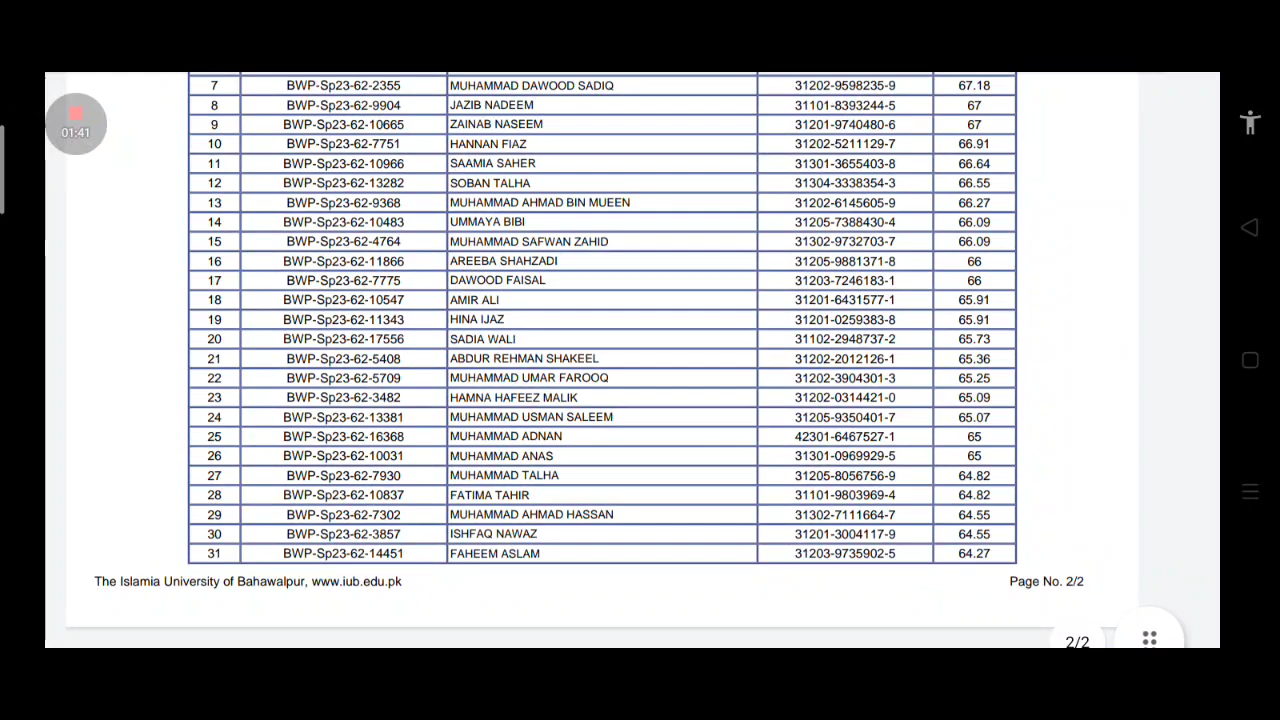 7 BWP-Sp23-62-2355 MUHAMMAD DAWOOD SADIQ 31202-9598235-9 67.18
8 BWP-Sp23-62-9904 JAZIB NADEEM 31101-8393244-5 67
9 BWP-Sp23-62-10665 ZAINAB NASEEM 31201-9740480-6 67
10 BWP-Sp23-62-7751 HANNAN FIAZ 31202-5211129-7 66.91
11 BWP-Sp23-62-10966 SAAMIA SAHER 31301-3655403-8 66.64
12 BWP-Sp23-62-13282 SOBAN TALHA 31304-3338354-3 66.55
13 BWP-Sp23-62-9368 MUHAMMAD AHMAD BIN MUEEN 31202-6145605-9 66.27
14 BWP-Sp23-62-10483 UMMAYA BIBI 31205-7388430-4 66.09
15 BWP-Sp23-62-4764 MUHAMMAD SAFWAN ZAHID 31302-9732703-7 66.09
16 BWP-Sp23-62-11866 AREEBA SHAHZADI 31205-9881371-8 66
17 BWP-Sp23-62-7775 DAWOOD FAISAL 31203-7246183-1 66
18 BWP-Sp23-62-10547 AMIR ALI 31201-6431577-1 65.91
19 BWP-Sp23-62-11343 HINA IJAZ 31201-0259383-8 65.91
20 BWP-Sp23-62-17556 SADIA WALI 31102-2948737-2 65.73
21 BWP-Sp23-62-5408 ABDUR REHMAN SHAKEEL 31202-2012126-1 65.36
22 BWP-Sp23-62-5709 MUHAMMAD UMAR FAROOQ 31202-3904301-3 65.25
23 BWP-Sp23-62-3482 HAMNA HAFEEZ MALIK 31202-0314421-0 65.09
24 BWP-Sp23-62-13381 MUHAMMAD USMAN SALEEM 31205-9350401-7 65.07
25 BWP-Sp23-62-16368 MUHAMMAD ADNAN 42301-6467527-1 65
26 BWP-Sp23-62-10031 MUHAMMAD ANAS 31301-0969929-5 65
27 BWP-Sp23-62-7930 MUHAMMAD TALHA 31205-8056756-9 64.82
28 BWP-Sp23-62-10837 FATIMA TAHIR 31101-9803969-4 64.82
29 BWP-Sp23-62-7302 MUHAMMAD AHMAD HASSAN 31302-7111664-7 64.55
30 BWP-Sp23-62-3857 ISHFAQ NAWAZ 31201-3004117-9 64.55
31 BWP-Sp23-62-14451 FAHEEM ASLAM 31203-9735902-5 64.27
The Islamia University of Bahawalpur, www.iub.edu.pk Page No. 2/2
2/2
01:41